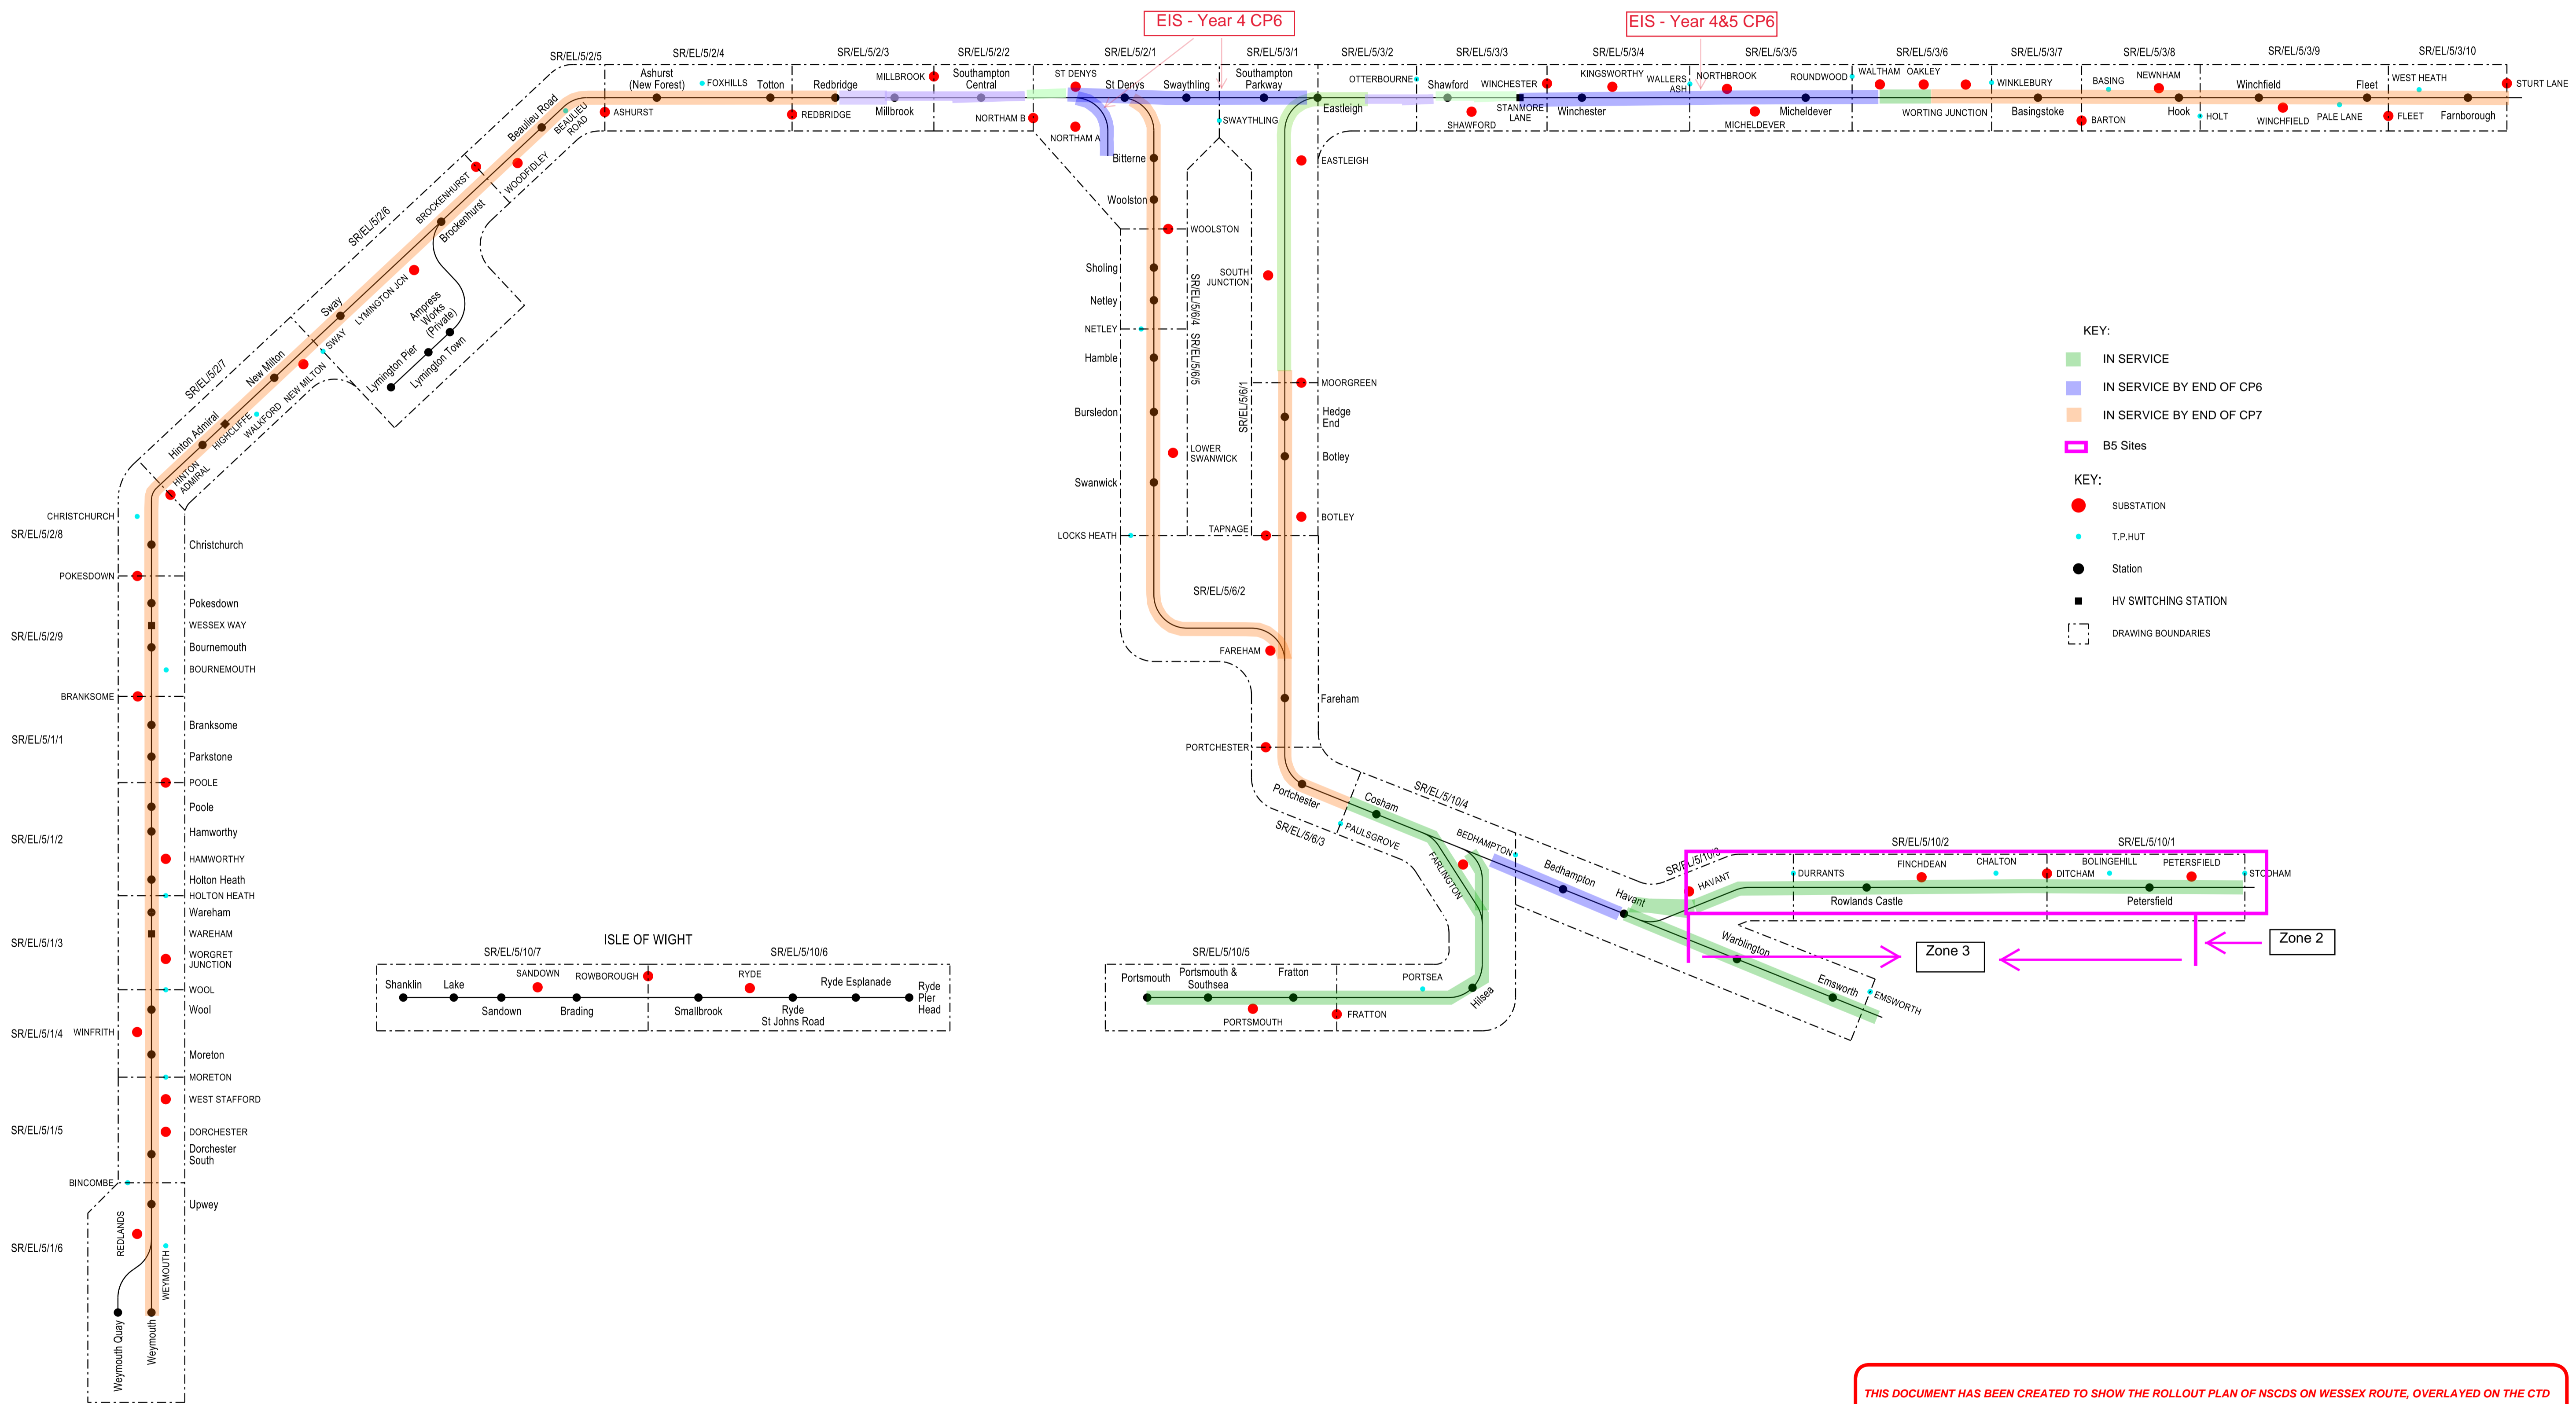 EIS - Year 4 CP6
EIS - Year 4&5 CP6
SR/EL/5/2/5
SR/EL/5/2/4
SR/EL/5/2/3
SR/EL/5/2/2
SR/EL/5/2/1
SR/EL/5/3/1
SR/EL/5/3/2
SR/EL/5/3/3
SR/EL/5/3/4
SR/EL/5/3/5
SR/EL/5/3/6
SR/EL/5/3/7
SR/EL/5/3/8
SR/EL/5/3/9
SR/EL/5/3/10
Ashurst
(New Forest)
FOXHILLS
Totton
Redbridge
MILLBROOK
Southampton
Central
ST DENYS
St Denys
Swaythling
Southampton
Parkway
OTTERBOURNE
Shawford
WINCHESTER
KINGSWORTHY
WALLERS
ASH
NORTHBROOK
ROUNDWOOD
WALTHAM
OAKLEY
WINKLEBURY
BASING
NEWNHAM
Winchfield
Fleet
WEST HEATH
STURT LANE
ASHURST
REDBRIDGE
Millbrook
NORTHAM B
NORTHAM A
SWAYTHLING
Eastleigh
SHAWFORD
STANMORE
LANE
Winchester
MICHELDEVER
Micheldever
WORTING JUNCTION
Basingstoke
BARTON
Hook
HOLT
WINCHFIELD
PALE LANE
FLEET
Farnborough
Beaulieu Road
BEAULIEU
ROAD
WOODFIDLEY
BROCKENHURST
Brockenhurst
SR/EL/5/2/6
LYMINGTON JCN
Ampress
Works
(Private)
Lymington Pier
Lymington Town
Sway
SWAY
SR/EL/5/2/7
New Milton
NEW MILTON
WALKFORD
HIGHCLIFFE
Hinton Admiral
HINTON
ADMIRAL
Bitterne
EASTLEIGH
Woolston
WOOLSTON
Sholing
SOUTH
JUNCTION
Netley
NETLEY
SR/EL/5/6/4
SR/EL/5/6/5
Hamble
SR/EL/5/6/1
MOORGREEN
Bursledon
Hedge
End
LOWER
SWANWICK
Botley
Swanwick
BOTLEY
LOCKS HEATH
TAPNAGE
SR/EL/5/6/2
FAREHAM
Fareham
PORTCHESTER
Portchester
SR/EL/5/6/3
Cosham
PAULSGROVE
SR/EL/5/10/4
FARLINGTON
BEDHAMPTON
Bedhampton
Havant
SR/EL/5/10/3
HAVANT
SR/EL/5/10/2
SR/EL/5/10/1
DURRANTS
FINCHDEAN
CHALTON
DITCHAM
BOLINGEHILL
PETERSFIELD
STODHAM
Rowlands Castle
Petersfield
Warblington
Emsworth
EMSWORTH
Zone 3
Zone 2
SR/EL/5/10/5
Portsmouth
Portsmouth &
Southsea
Fratton
PORTSEA
Hilsea
PORTSMOUTH
FRATTON
KEY:
IN SERVICE
IN SERVICE BY END OF CP6
IN SERVICE BY END OF CP7
B5 Sites
KEY:
SUBSTATION
T.P.HUT
Station
HV SWITCHING STATION
DRAWING BOUNDARIES
CHRISTCHURCH
SR/EL/5/2/8
Christchurch
POKESDOWN
Pokesdown
WESSEX WAY
SR/EL/5/2/9
Bournemouth
BOURNEMOUTH
BRANKSOME
Branksome
SR/EL/5/1/1
Parkstone
POOLE
Poole
Hamworthy
SR/EL/5/1/2
HAMWORTHY
Holton Heath
HOLTON HEATH
Wareham
WAREHAM
SR/EL/5/1/3
WORGRET
JUNCTION
WOOL
Wool
SR/EL/5/1/4
WINFRITH
Moreton
MORETON
WEST STAFFORD
SR/EL/5/1/5
DORCHESTER
Dorchester
South
BINCOMBE
Upwey
REDLANDS
SR/EL/5/1/6
WEYMOUTH
Weymouth Quay
Weymouth
ISLE OF WIGHT
SR/EL/5/10/7
SR/EL/5/10/6
Shanklin
Lake
SANDOWN
ROWBOROUGH
RYDE
Ryde Esplanade
Ryde
Pier
Head
Sandown
Brading
Smallbrook
Ryde
St Johns Road
THIS DOCUMENT HAS BEEN CREATED TO SHOW THE ROLLOUT PLAN OF NSCDS ON WESSEX ROUTE, OVERLAYED ON THE CTD